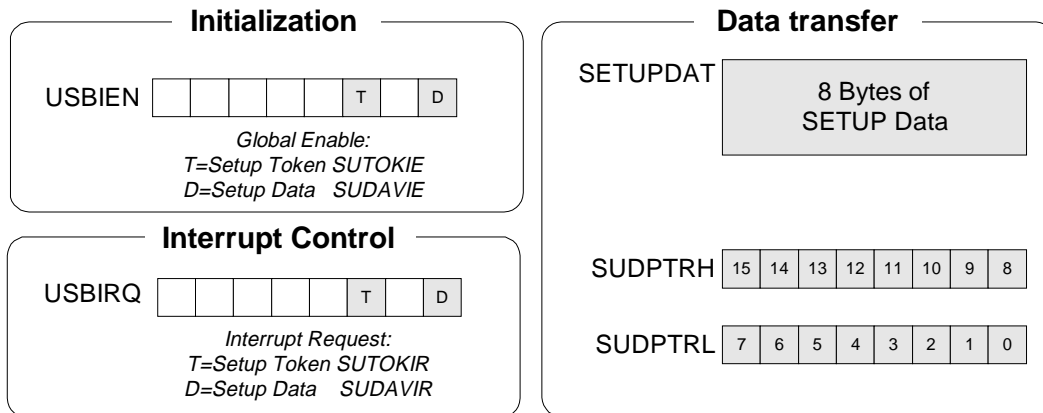 Initialization
USBIEN T D
Global Enable:
T=Setup Token SUTOKIE
D=Setup Data SUDAVIE
Interrupt Control
USBIRQ T D
Interrupt Request:
T=Setup Token SUTOKIR
D=Setup Data SUDAVIR
Data transfer
SETUPDAT
8 Bytes of
SETUP Data
SUDPTRH 15 14 13 12 11 10 9 8
SUDPTRL 7 6 5 4 3 2 1 0